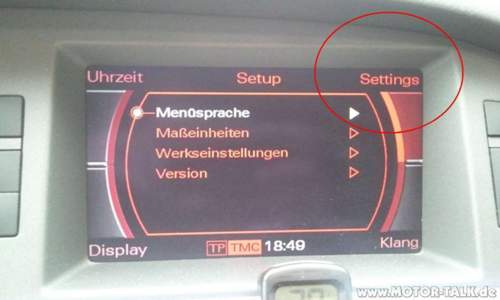 Uhrzeit Setup Settings
Menüsprache
Maßeinheiten
Werkseinstellungen
Version
Display TP TMC 18:49 Klang
www.MOTOR-TALK.de